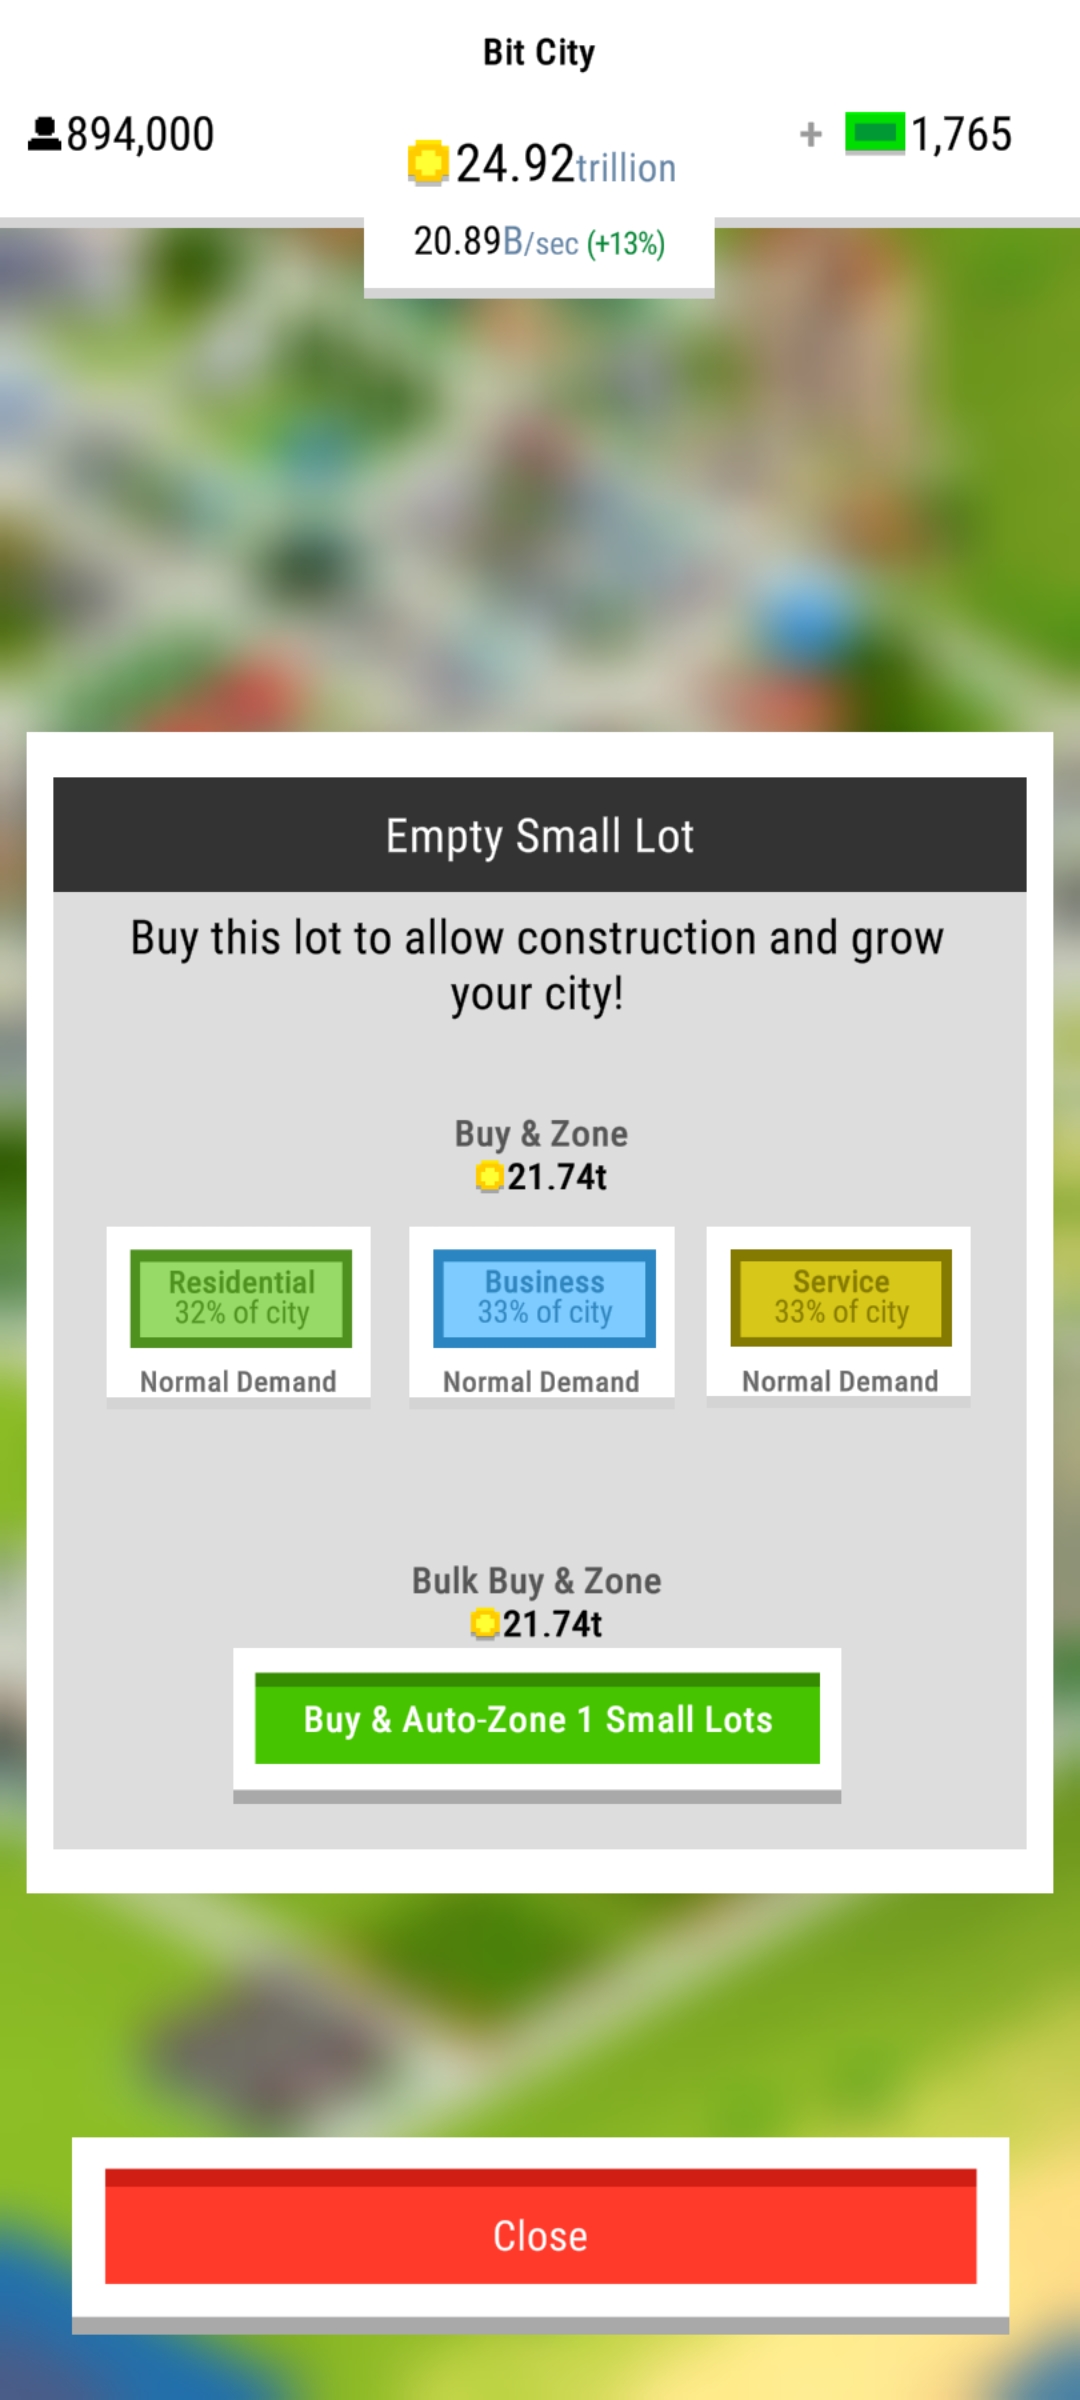 Bit City
894,000
24.92trillion
+ 1,765
20.89B/sec (+13%)
Empty Small Lot
Buy this lot to allow construction and grow
your city!
Buy & Zone
21.74t
Residential
32% of city
Normal Demand
Business
33% of city
Normal Demand
Service
33% of city
Normal Demand
Bulk Buy & Zone
21.74t
Buy & Auto-Zone 1 Small Lots
Close